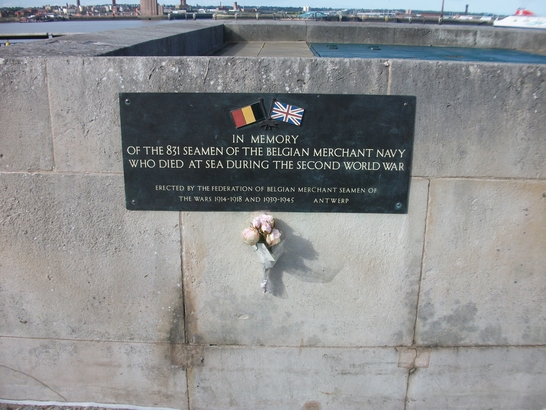 IN MEMORY
OF THE 831 SEAMEN OF THE BELGIAN MERCHANT NAVY
WHO DIED AT SEA DURING THE SECOND WORLD WAR
ERECTED BY THE FEDERATION OF BELGIAN MERCHANT SEAMEN OF
THE WARS 1914-1918 AND 1939-1945 ANTWERP